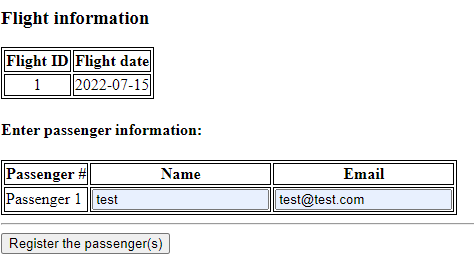 Flight information
Flight ID Flight date
1 2022-07-15
Enter passenger information:
Passenger # Name Email
Passenger 1 test test@test.com
Register the passenger(s)